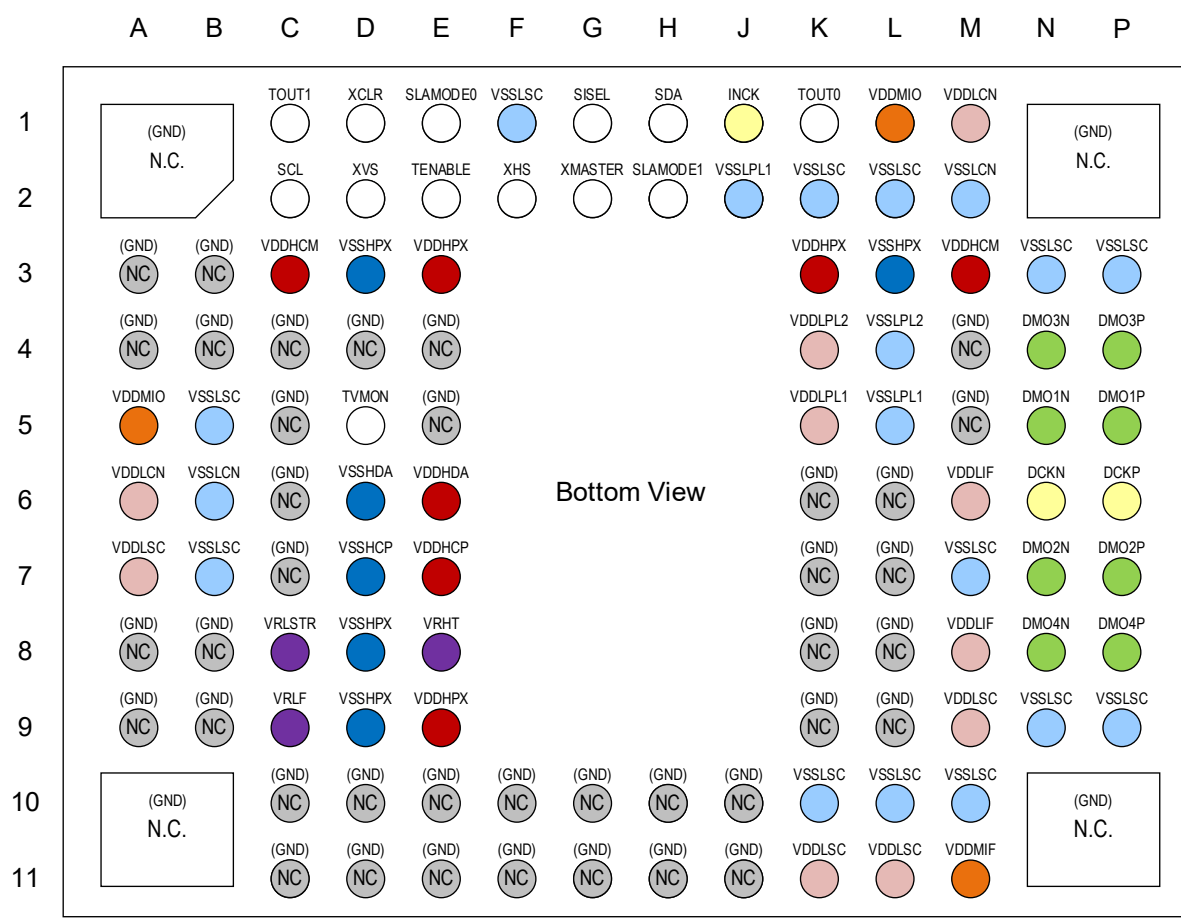 A B C D E F G H J K L M N P
TOUT1 XCLR SLAMODE0 VSSLSC SISEL SDA INCK TOUT0 VDDMIO VDDLCN
1
(GND) (GND)
N.C. N.C.
SCL XVS TENABLE XHS XMASTER SLAMODE1 VSSLPL1 VSSLSC VSSLSC VSSLCN
2
(GND) (GND) VDDHCM VSSHPX VDDHPX VDDHPX VSSHPX VDDHCM VSSLSC VSSLSC
3 NC NC
(GND) (GND) (GND) (GND) (GND) VDDLPL2 VSSLPL2 (GND) DMO3N DMO3P
4 NC NC NC NC NC NC
VDDMIO VSSLSC (GND) TVMON (GND) VDDLPL1 VSSLPL1 (GND) DMO1N DMO1P
5 NC NC NC
VDDLCN VSSLCN (GND) VSSHDA VDDHDA (GND) (GND) VDDLIF DCKN DCKP
6 NC Bottom View NC NC
VDDLSC VSSLSC (GND) VSSHCP VDDHCP (GND) (GND) VSSLSC DMO2N DMO2P
7 NC NC NC
(GND) (GND) VRLSTR VSSHPX VRHT (GND) (GND) VDDLIF DMO4N DMO4P
8 NC NC NC NC
(GND) (GND) VRLF VSSHPX VDDHPX (GND) (GND) VDDLSC VSSLSC VSSLSC
9 NC NC NC NC
(GND) (GND) (GND) (GND) (GND) (GND) (GND) VSSLSC VSSLSC VSSLSC
10 (GND) NC NC NC NC NC NC NC (GND)
N.C. N.C.
(GND) (GND) (GND) (GND) (GND) (GND) (GND) VDDLSC VDDLSC VDDMIF
11 NC NC NC NC NC NC NC